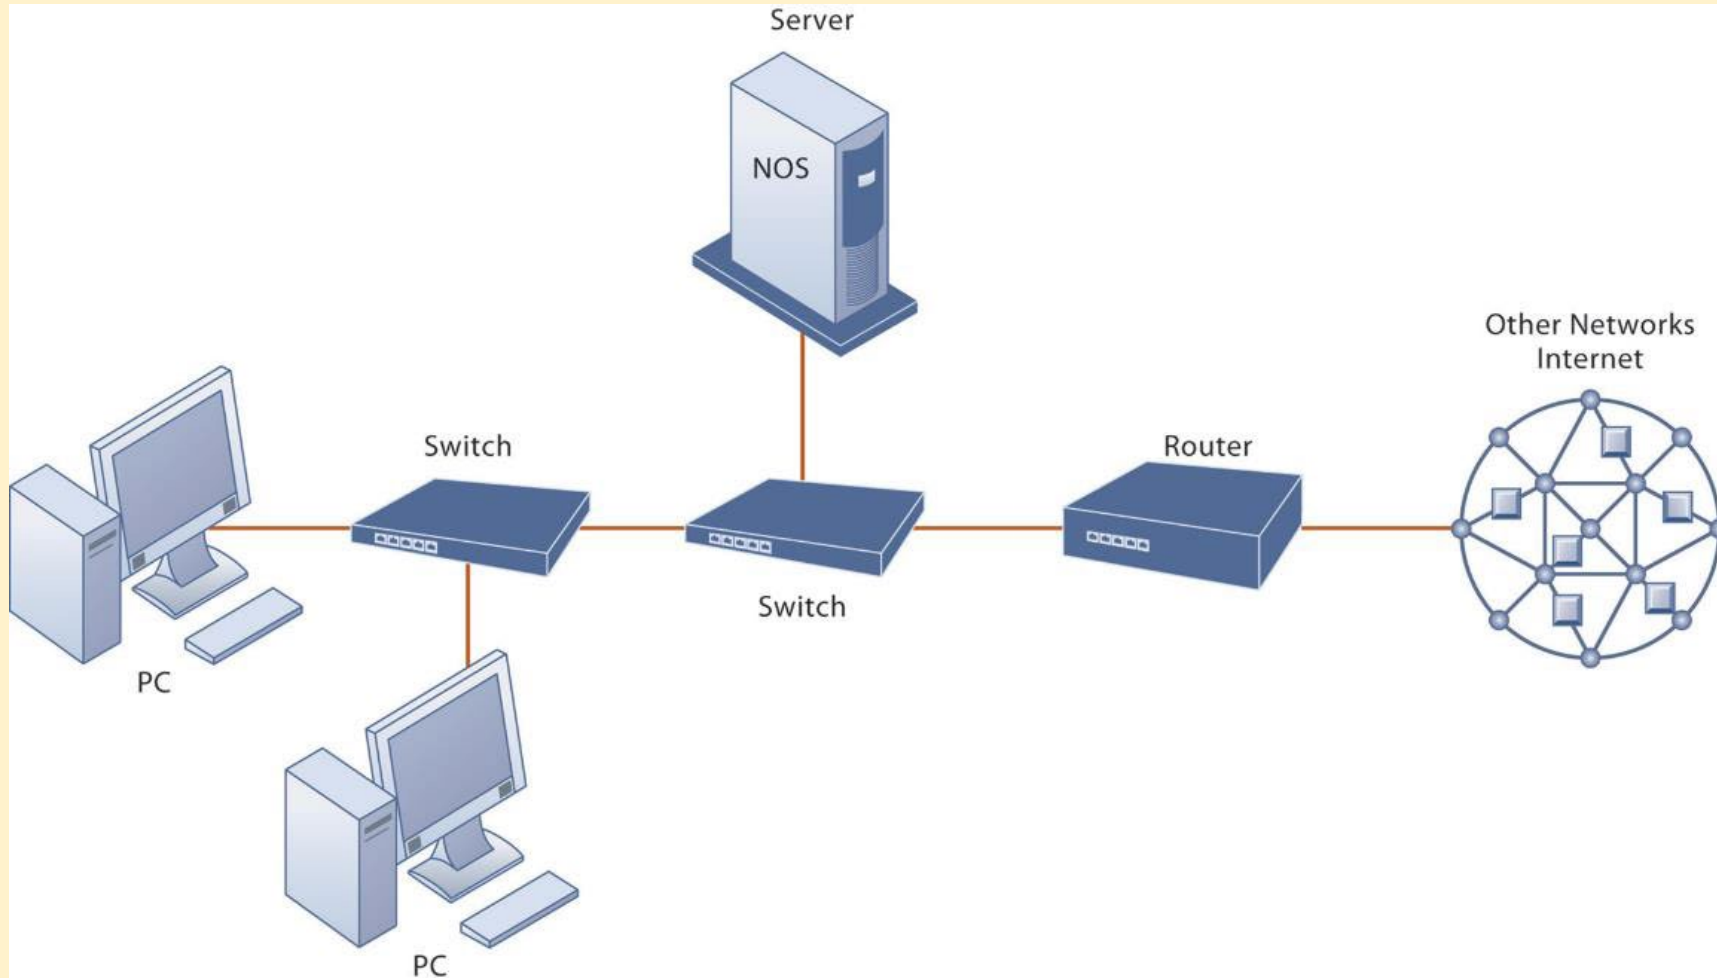 Server
NOS
Other Networks
Internet
Switch
Router
Switch
PC
PC